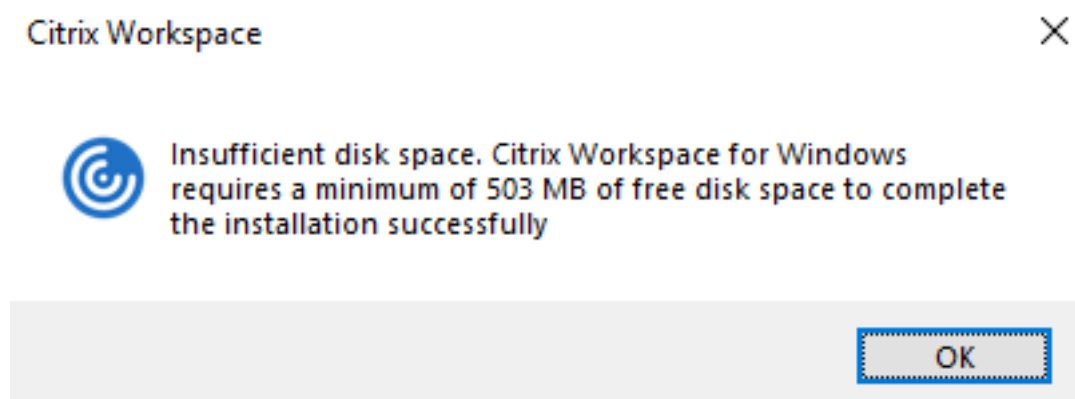 Citrix Workspace
Insufficient disk space. Citrix Workspace for Windows
requires a minimum of 503 MB of free disk space to complete
the installation successfully
OK